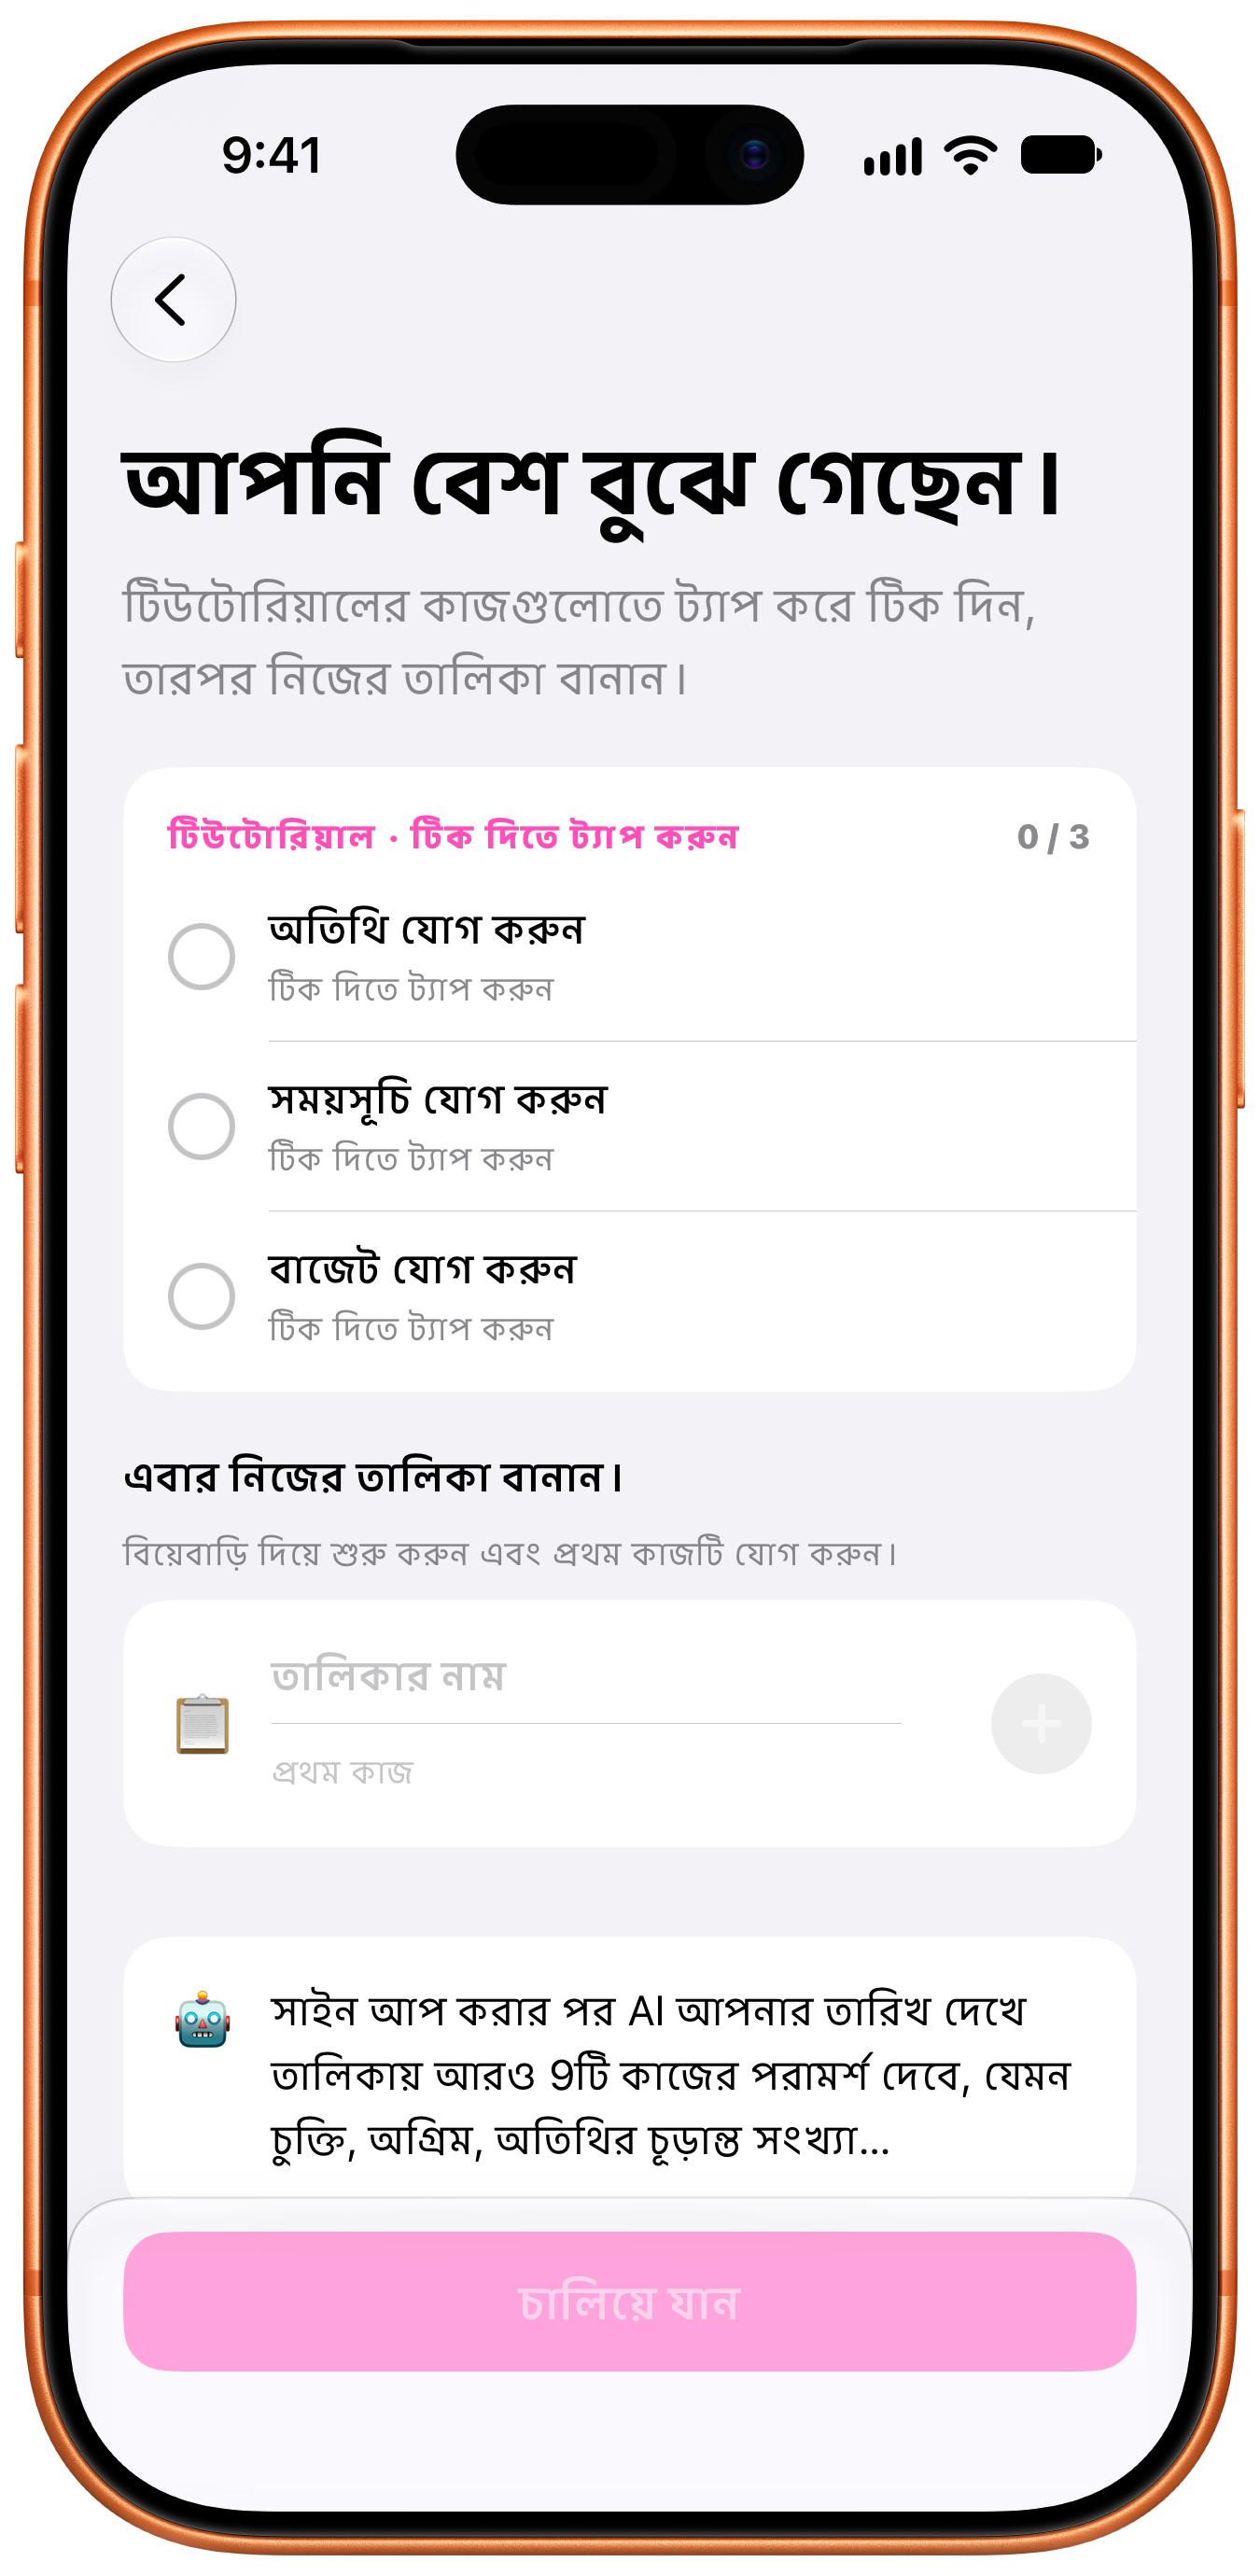 9:41
আপনি বেশ বুঝে গেছেন।
টিউটোরিয়ালের কাজগুলোতে ট্যাপ করে টিক দিন,
তারপর নিজের তালিকা বানান।
টিউটোরিয়াল · টিক দিতে ট্যাপ করুন 0 / 3
অতিথি যোগ করুন
টিক দিতে ট্যাপ করুন
সময়সূচি যোগ করুন
টিক দিতে ট্যাপ করুন
বাজেট যোগ করুন
টিক দিতে ট্যাপ করুন
এবার নিজের তালিকা বানান।
বিয়েবাড়ি দিয়ে শুরু করুন এবং প্রথম কাজটি যোগ করুন।
তালিকার নাম
প্রথম কাজ
সাইন আপ করার পর AI আপনার তারিখ দেখে
তালিকায় আরও 9টি কাজের পরামর্শ দেবে, যেমন
চুক্তি, অগ্রিম, অতিথির চূড়ান্ত সংখ্যা...
চালিয়ে যান